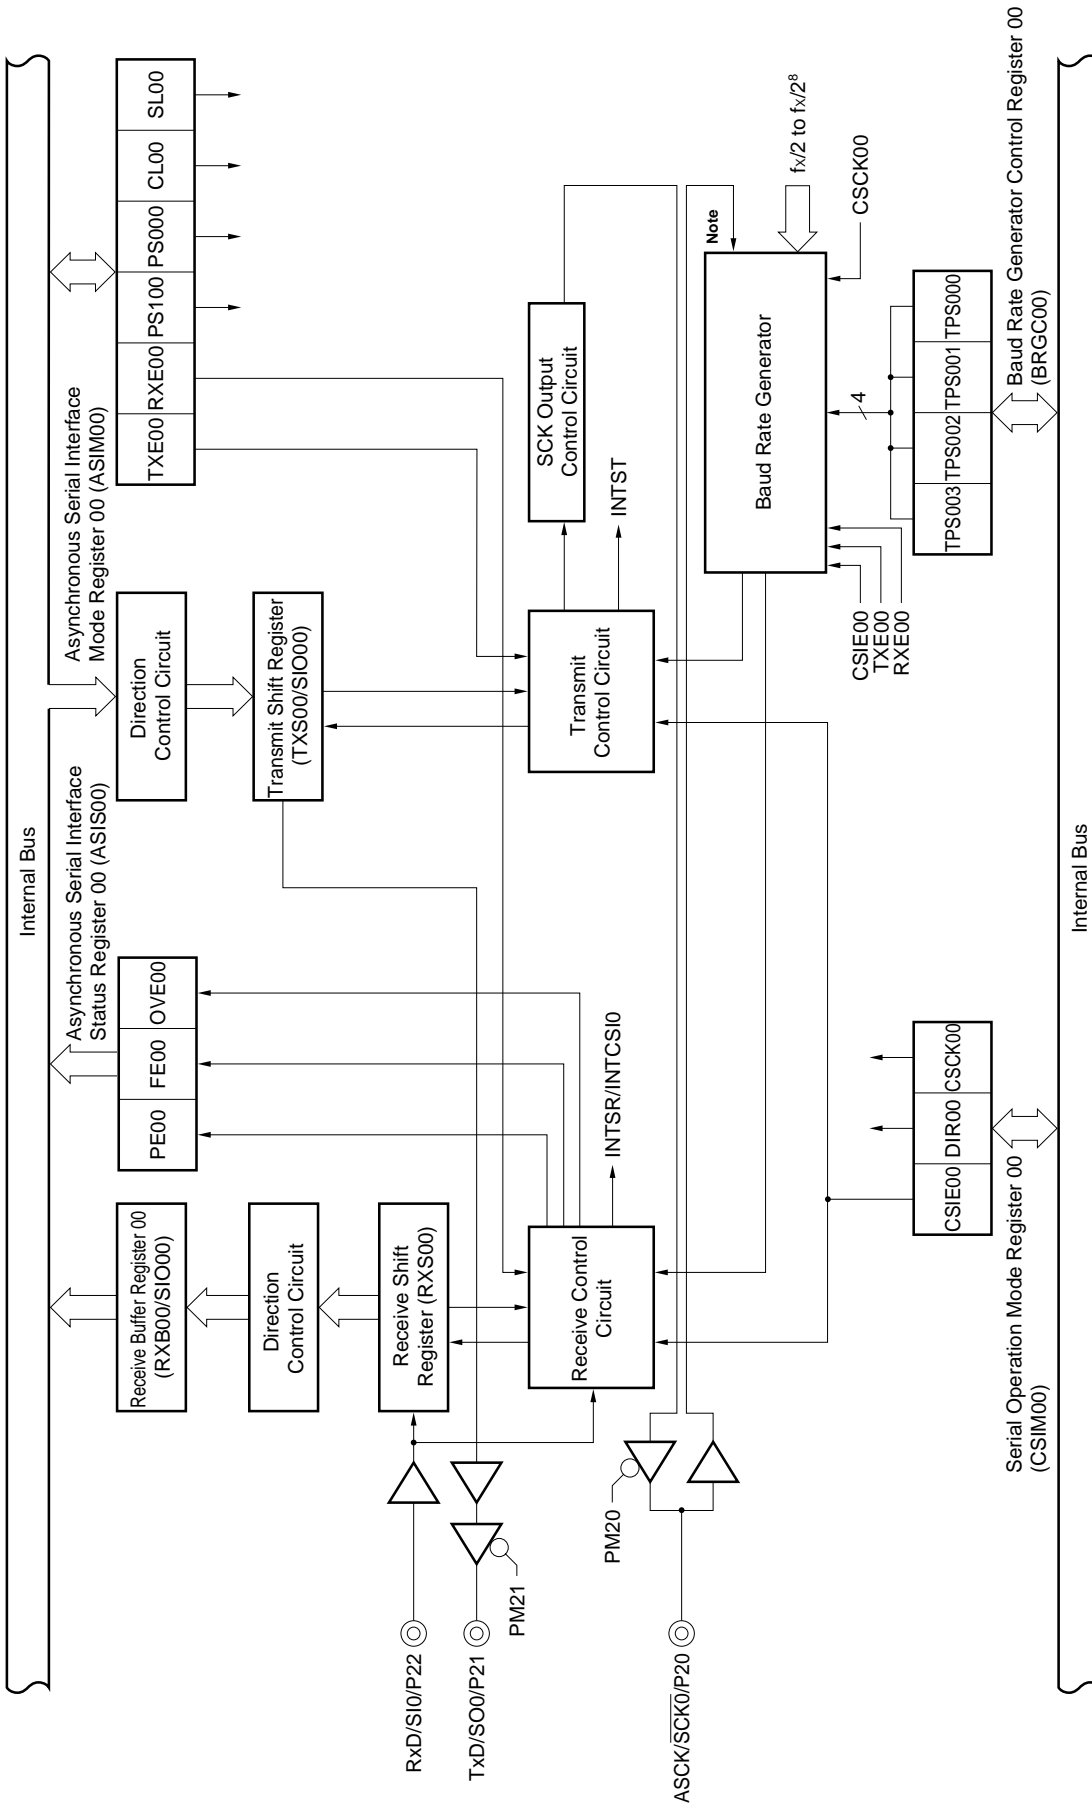 Internal Bus
Receive Buffer Register 00
(RXB00/SIO00)
Direction
Control Circuit
Receive Shift
Register (RXS00)
RxD/SI0/P22
TxD/SO0/P21
PM21
PE00
FE00
OVE00
Asynchronous Serial Interface
Status Register 00 (ASIS00)
Direction
Control Circuit
Transmit Shift Register
(TXS00/SIO00)
Asynchronous Serial Interface
Mode Register 00 (ASIM00)
TXE00
RXE00
PS100
PS000
CL00
SL00
Receive Control
Circuit
INTSR/INTCSI0
Transmit
Control Circuit
INTST
SCK Output
Control Circuit
PM20
ASCK/SCK0/P20
Note
Baud Rate Generator
fX/2 to fX/2⁸
CSCK00
CSIE00
TXE00
RXE00
4
CSIE00
DIR00
CSCK00
Serial Operation Mode Register 00
(CSIM00)
TPS003
TPS002
TPS001
TPS000
Baud Rate Generator Control Register 00
(BRGC00)
Internal Bus